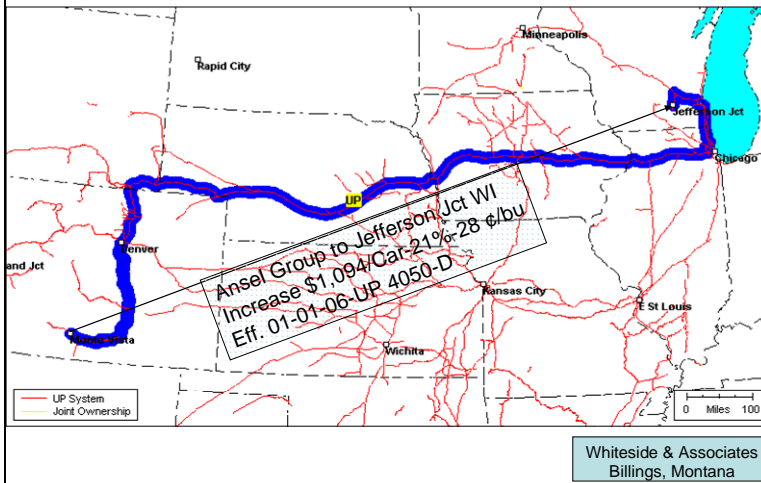 Minneapolis
Rapid City
Jefferson Jct
Chicago
UP
Ansel Group to Jefferson Jct WI
Increase $1,094/Car-21%-28 ¢/bu
Eff. 01-01-06-UP 4050-D
Denver
and Jct
Kansas City
E St Louis
Monte Vista
Wichita
UP System
Joint Ownership
0 Miles 100
Whiteside & Associates
Billings, Montana